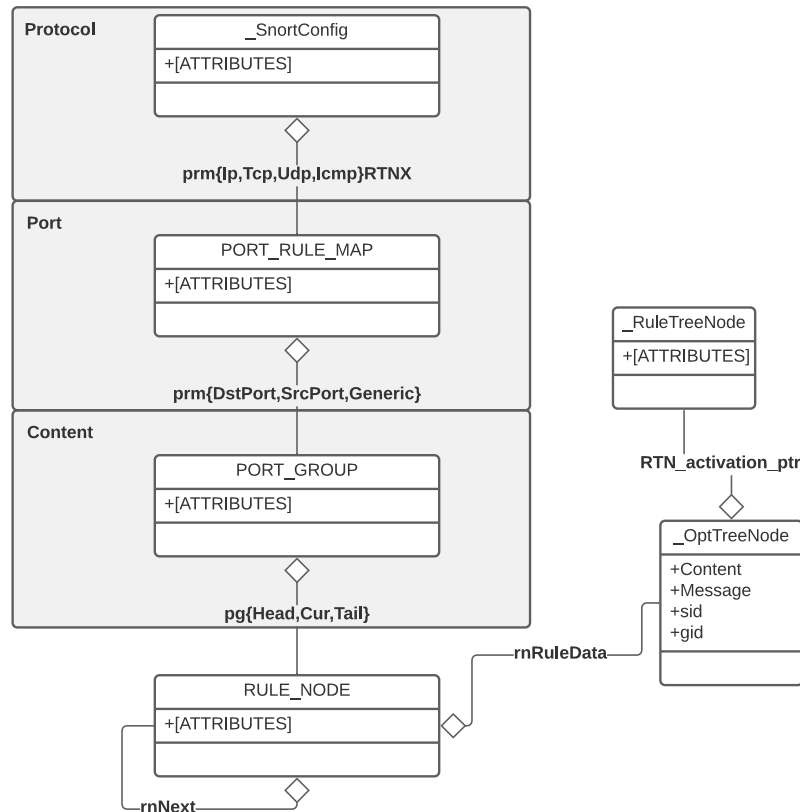 Protocol
_SnortConfig
+[ATTRIBUTES]
prm{Ip,Tcp,Udp,Icmp}RTNX
Port
PORT_RULE_MAP
+[ATTRIBUTES]
prm{DstPort,SrcPort,Generic}
Content
PORT_GROUP
+[ATTRIBUTES]
pg{Head,Cur,Tail}
RULE_NODE
+[ATTRIBUTES]
rnNext
rnRuleData
_RuleTreeNode
+[ATTRIBUTES]
RTN_activation_ptr
_OptTreeNode
+Content
+Message
+sid
+gid